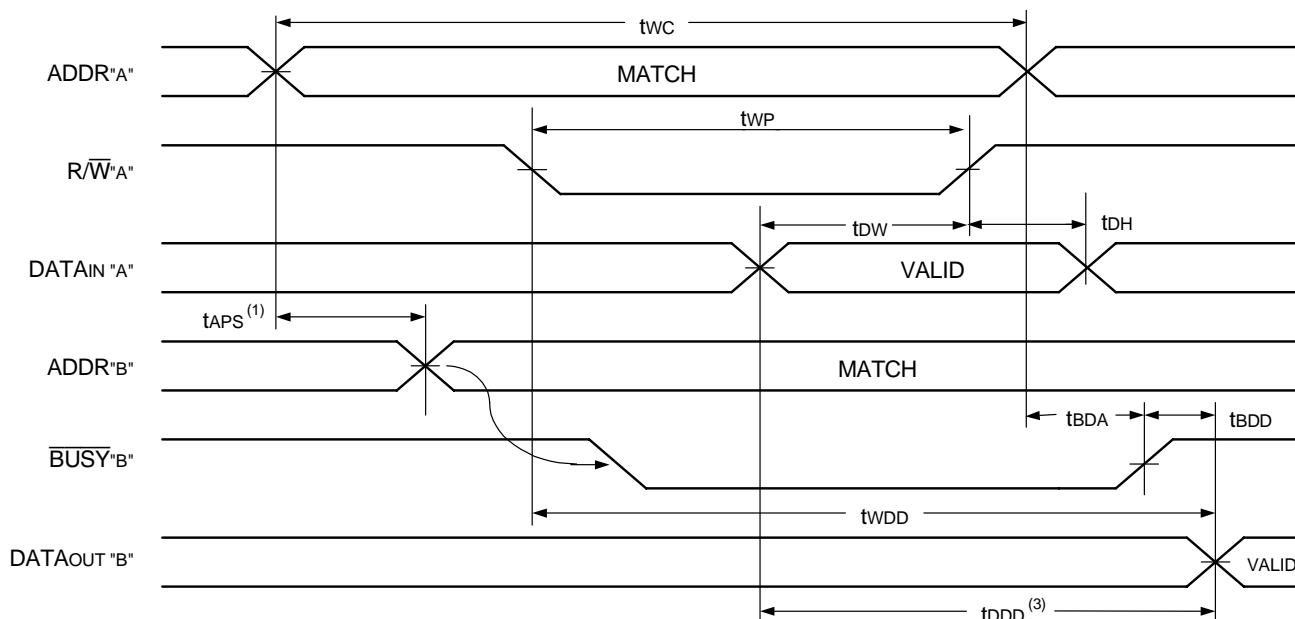 tWC
ADDR"A"
MATCH
tWP
R/W̅"A"
tDW
tDH
DATAIN "A"
VALID
tAPS (1)
ADDR"B"
MATCH
tBDA
tBDD
B̅U̅S̅Y̅"B"
tWDD
DATAOUT "B"
VALID
tDDD (3)